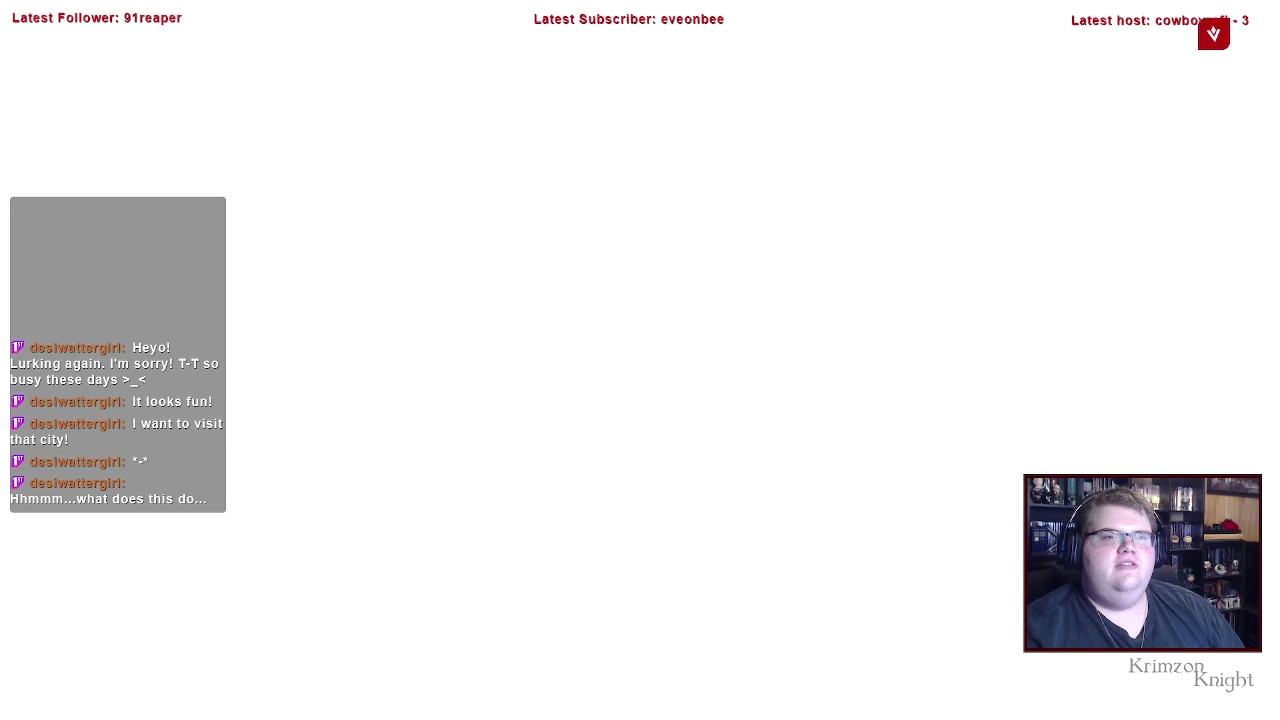 Latest Follower: 91reaper
Latest Subscriber: eveonbee
Latest host: - 3
desiwattergirl: Heyo!
Lurking again. I'm sorry! T-T so
busy these days >_<
desiwattergirl: It looks fun!
desiwattergirl: I want to visit
that city!
desiwattergirl: *-*
desiwattergirl:
Hhmmm...what does this do...
Krimzon
Knight